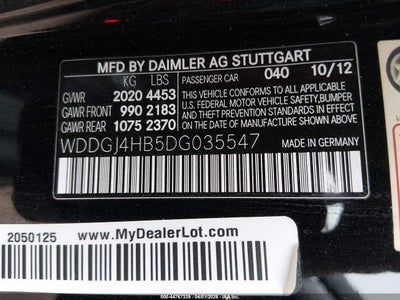 MFD BY DAIMLER AG STUTTGART
KG LBS PASSENGER CAR 040 10/12
GVWR 2020 4453
GAWR FRONT 990 2183
GAWR REAR 1075 2370
THIS VEHICLE CONFORMS TO ALL APPLICABLE
U.S. FEDERAL MOTOR VEHICLE SAFETY, BUMPER,
AND THEFT PREVENTION STANDARDS IN EFFECT
ON THE DATE OF MANUFACTURE SHOWN ABOVE.
WDDGJ4HB5DG035547 MADE IN GERMANY
2050125 www.MyDealerLot.com